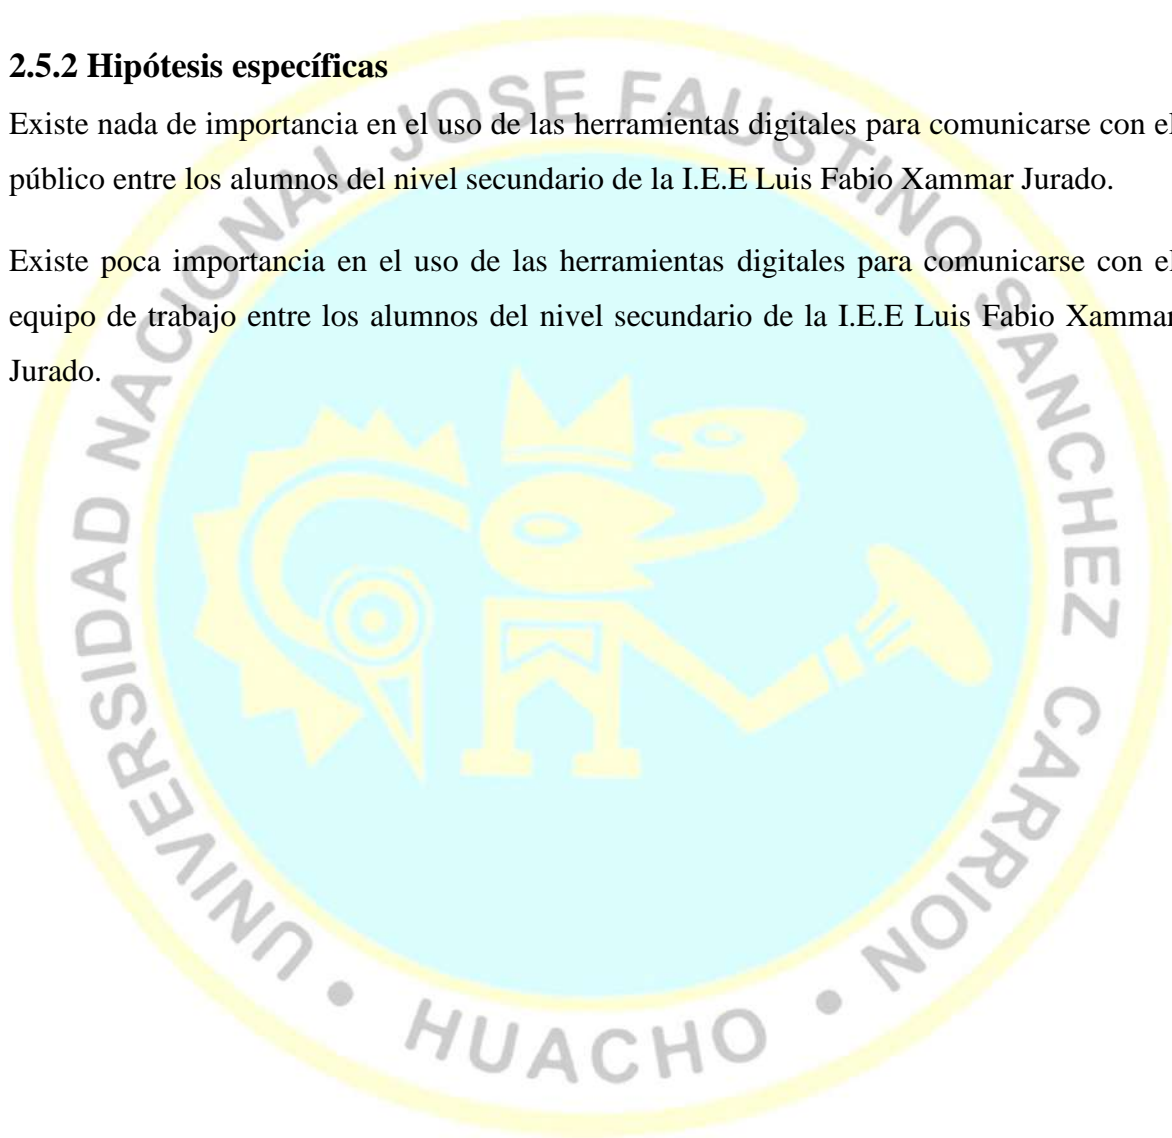 2.5.2 Hipótesis específicas
Existe nada de importancia en el uso de las herramientas digitales para comunicarse con el
público entre los alumnos del nivel secundario de la I.E.E Luis Fabio Xammar Jurado.
Existe poca importancia en el uso de las herramientas digitales para comunicarse con el
equipo de trabajo entre los alumnos del nivel secundario de la I.E.E Luis Fabio Xammar
Jurado.
UNIVERSIDAD NACIONAL JOSE FAUSTINO SANCHEZ CARRION
• HUACHO •